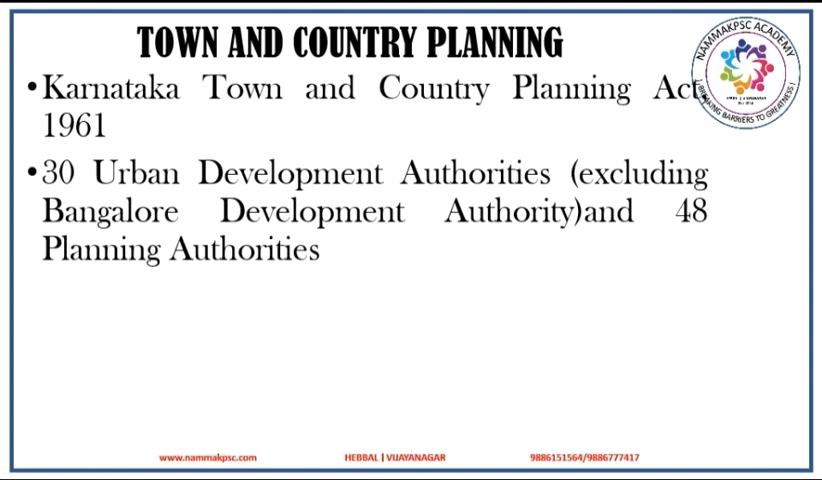 TOWN AND COUNTRY PLANNING
NAMMAKPSC ACADEMY
! BREAKING BARRIERS TO GREATNESS !
•Karnataka Town and Country Planning Act,
1961
•30 Urban Development Authorities (excluding
Bangalore Development Authority)and 48
Planning Authorities
www.nammakpsc.com
HEBBAL | VIJAYANAGAR
9886151564/9886777417